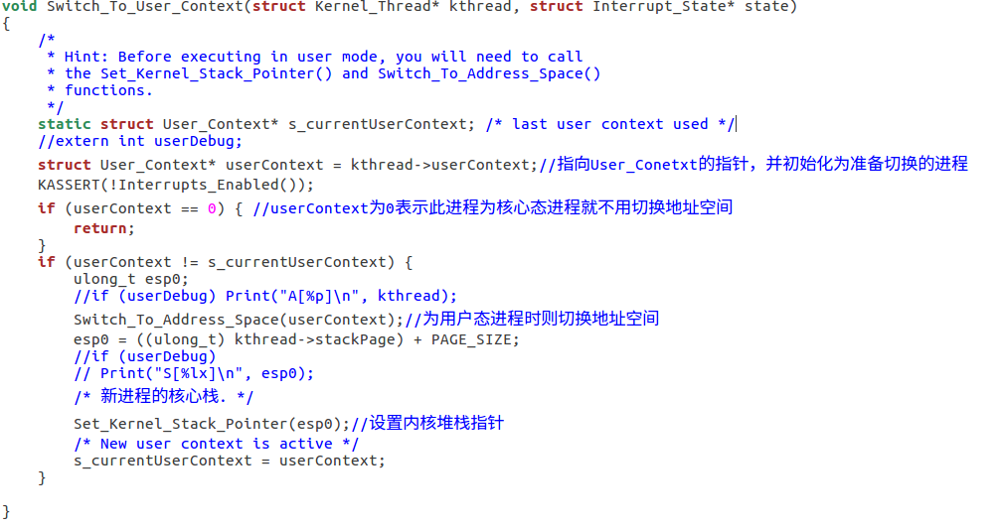 void Switch_To_User_Context(struct Kernel_Thread* kthread, struct Interrupt_State* state)
{
    /*
     * Hint: Before executing in user mode, you will need to call
     * the Set_Kernel_Stack_Pointer() and Switch_To_Address_Space()
     * functions.
     */
    static struct User_Context* s_currentUserContext; /* last user context used */
    //extern int userDebug;
    struct User_Context* userContext = kthread->userContext;//指向User_Conetxt的指针，并初始化为准备切换的进程
    KASSERT(!Interrupts_Enabled());
    if (userContext == 0) { //userContext为0表示此进程为核心态进程就不用切换地址空间
        return;
    }
    if (userContext != s_currentUserContext) {
        ulong_t esp0;
        //if (userDebug) Print("A[%p]\n", kthread);
        Switch_To_Address_Space(userContext);//为用户态进程时则切换地址空间
        esp0 = ((ulong_t) kthread->stackPage) + PAGE_SIZE;
        //if (userDebug)
        // Print("S[%lx]\n", esp0);
        /* 新进程的核心栈. */
        Set_Kernel_Stack_Pointer(esp0);//设置内核堆栈指针
        /* New user context is active */
        s_currentUserContext = userContext;
    }
}